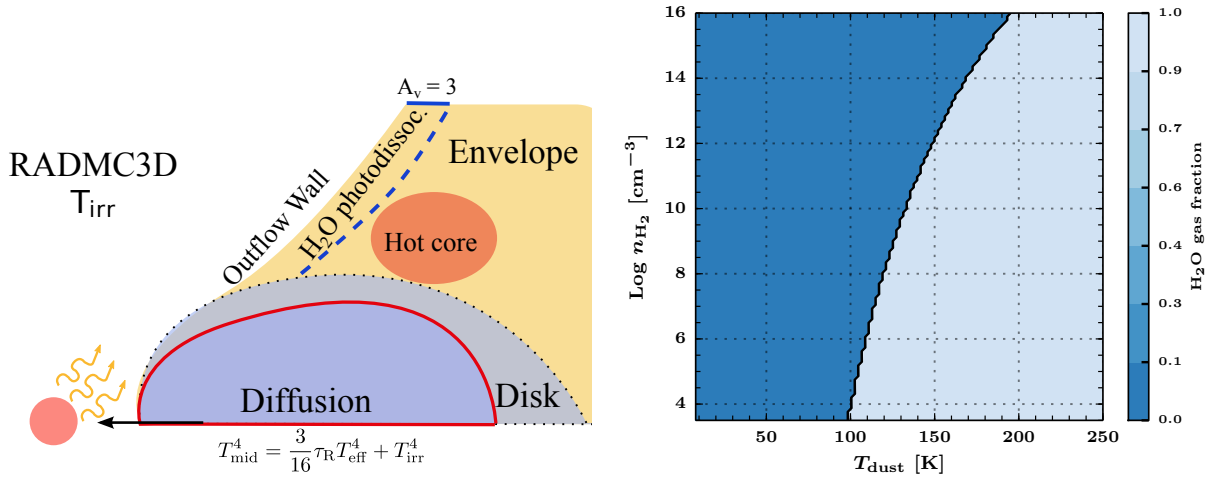 A_v = 3
RADMC3D
T_irr
Outflow Wall
H₂O photodissoc.
Envelope
Hot core
Diffusion
Disk
T_mid^4 = 3/16 τ_R T_eff^4 + T_irr^4
16
14
12
10
8
6
4
Log n_H₂ [cm⁻³]
50 100 150 200 250
T_dust [K]
1.0
0.9
0.7
0.6
0.4
0.3
0.1
0.0
H₂O gas fraction